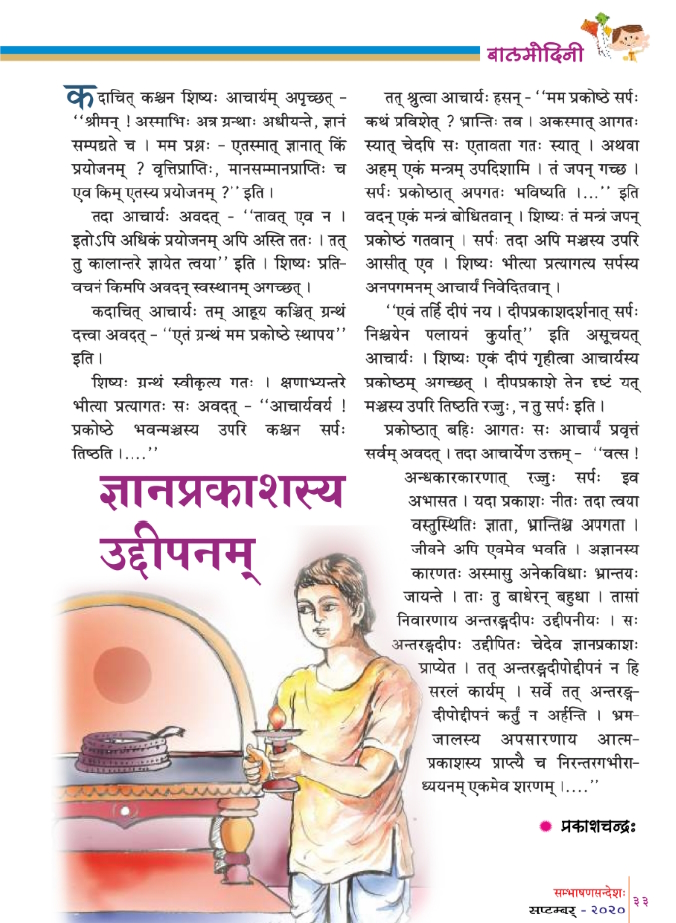 बालमोदिनी
कदाचित् कश्चन शिष्यः आचार्यम् अपृच्छत् -
‘‘श्रीमन् ! अस्माभिः अत्र ग्रन्थाः अधीयन्ते, ज्ञानं
सम्पद्यते च । मम प्रश्नः - एतस्मात् ज्ञानात् किं
प्रयोजनम् ? वृत्तिप्राप्तिः, मानसम्मानप्राप्तिः च
एव किम् एतस्य प्रयोजनम् ?’’ इति ।
तदा आचार्यः अवदत् - ‘‘तावत् एव न ।
इतोऽपि अधिकं प्रयोजनम् अपि अस्ति ततः । तत्
तु कालान्तरे ज्ञायेत त्वया’’ इति । शिष्यः प्रति-
वचनं किमपि अवदन् स्वस्थानम् अगच्छत् ।
कदाचित् आचार्यः तम् आहूय कञ्चित् ग्रन्थं
दत्त्वा अवदत् - ‘‘एतं ग्रन्थं मम प्रकोष्ठे स्थापय’’
इति ।
शिष्यः ग्रन्थं स्वीकृत्य गतः । क्षणाभ्यन्तरे
भीत्या प्रत्यागतः सः अवदत् - ‘‘आचार्यवर्य !
प्रकोष्ठे भवन्मञ्चस्य उपरि कश्चन सर्पः
तिष्ठति ।....’’
ज्ञानप्रकाशस्य
उद्दीपनम्
तत् श्रुत्वा आचार्यः हसन् - ‘‘मम प्रकोष्ठे सर्पः
कथं प्रविशेत् ? भ्रान्तिः तव । अकस्मात् आगतः
स्यात् चेदपि सः एतावता गतः स्यात् । अथवा
अहम् एकं मन्त्रम् उपदिशामि । तं जपन् गच्छ ।
सर्पः प्रकोष्ठात् अपगतः भविष्यति ।...’’ इति
वदन् एकं मन्त्रं बोधितवान् । शिष्यः तं मन्त्रं जपन्
प्रकोष्ठं गतवान् । सर्पः तदा अपि मञ्चस्य उपरि
आसीत् एव । शिष्यः भीत्या प्रत्यागत्य सर्पस्य
अनपगमनम् आचार्यं निवेदितवान् ।
‘‘एवं तर्हि दीपं नय । दीपप्रकाशदर्शनात् सर्पः
निश्चयेन पलायनं कुर्यात्’’ इति असूचयत्
आचार्यः । शिष्यः एकं दीपं गृहीत्वा आचार्यस्य
प्रकोष्ठम् अगच्छत् । दीपप्रकाशे तेन दृष्टं यत्
मञ्चस्य उपरि तिष्ठति रज्जुः, न तु सर्पः इति ।
प्रकोष्ठात् बहिः आगतः सः आचार्यं प्रवृत्तं
सर्वम् अवदत् । तदा आचार्येण उक्तम् - ‘‘वत्स !
अन्धकारकारणात् रज्जुः सर्पः इव
अभासत । यदा प्रकाशः नीतः तदा त्वया
वस्तुस्थितिः ज्ञाता, भ्रान्तिश्च अपगता ।
जीवने अपि एवमेव भवति । अज्ञानस्य
कारणतः अस्मासु अनेकविधाः भ्रान्तयः
जायन्ते । ताः तु बाधेरन् बहुधा । तासां
निवारणाय अन्तरङ्गदीपः उद्दीपनीयः । सः
अन्तरङ्गदीपः उद्दीपितः चेदेव ज्ञानप्रकाशः
प्राप्येत । तत् अन्तरङ्गदीपोद्दीपनं न हि
सरलं कार्यम् । सर्वे तत् अन्तरङ्ग-
दीपोद्दीपनं कर्तुं न अर्हन्ति । भ्रम-
जालस्य अपसारणाय आत्म-
प्रकाशस्य प्राप्त्यै च निरन्तरगभीरा-
ध्ययनम् एकमेव शरणम् ।....’’
● प्रकाशचन्द्रः
सम्भाषणसन्देशः
सप्टम्बर् - २०२० ३३